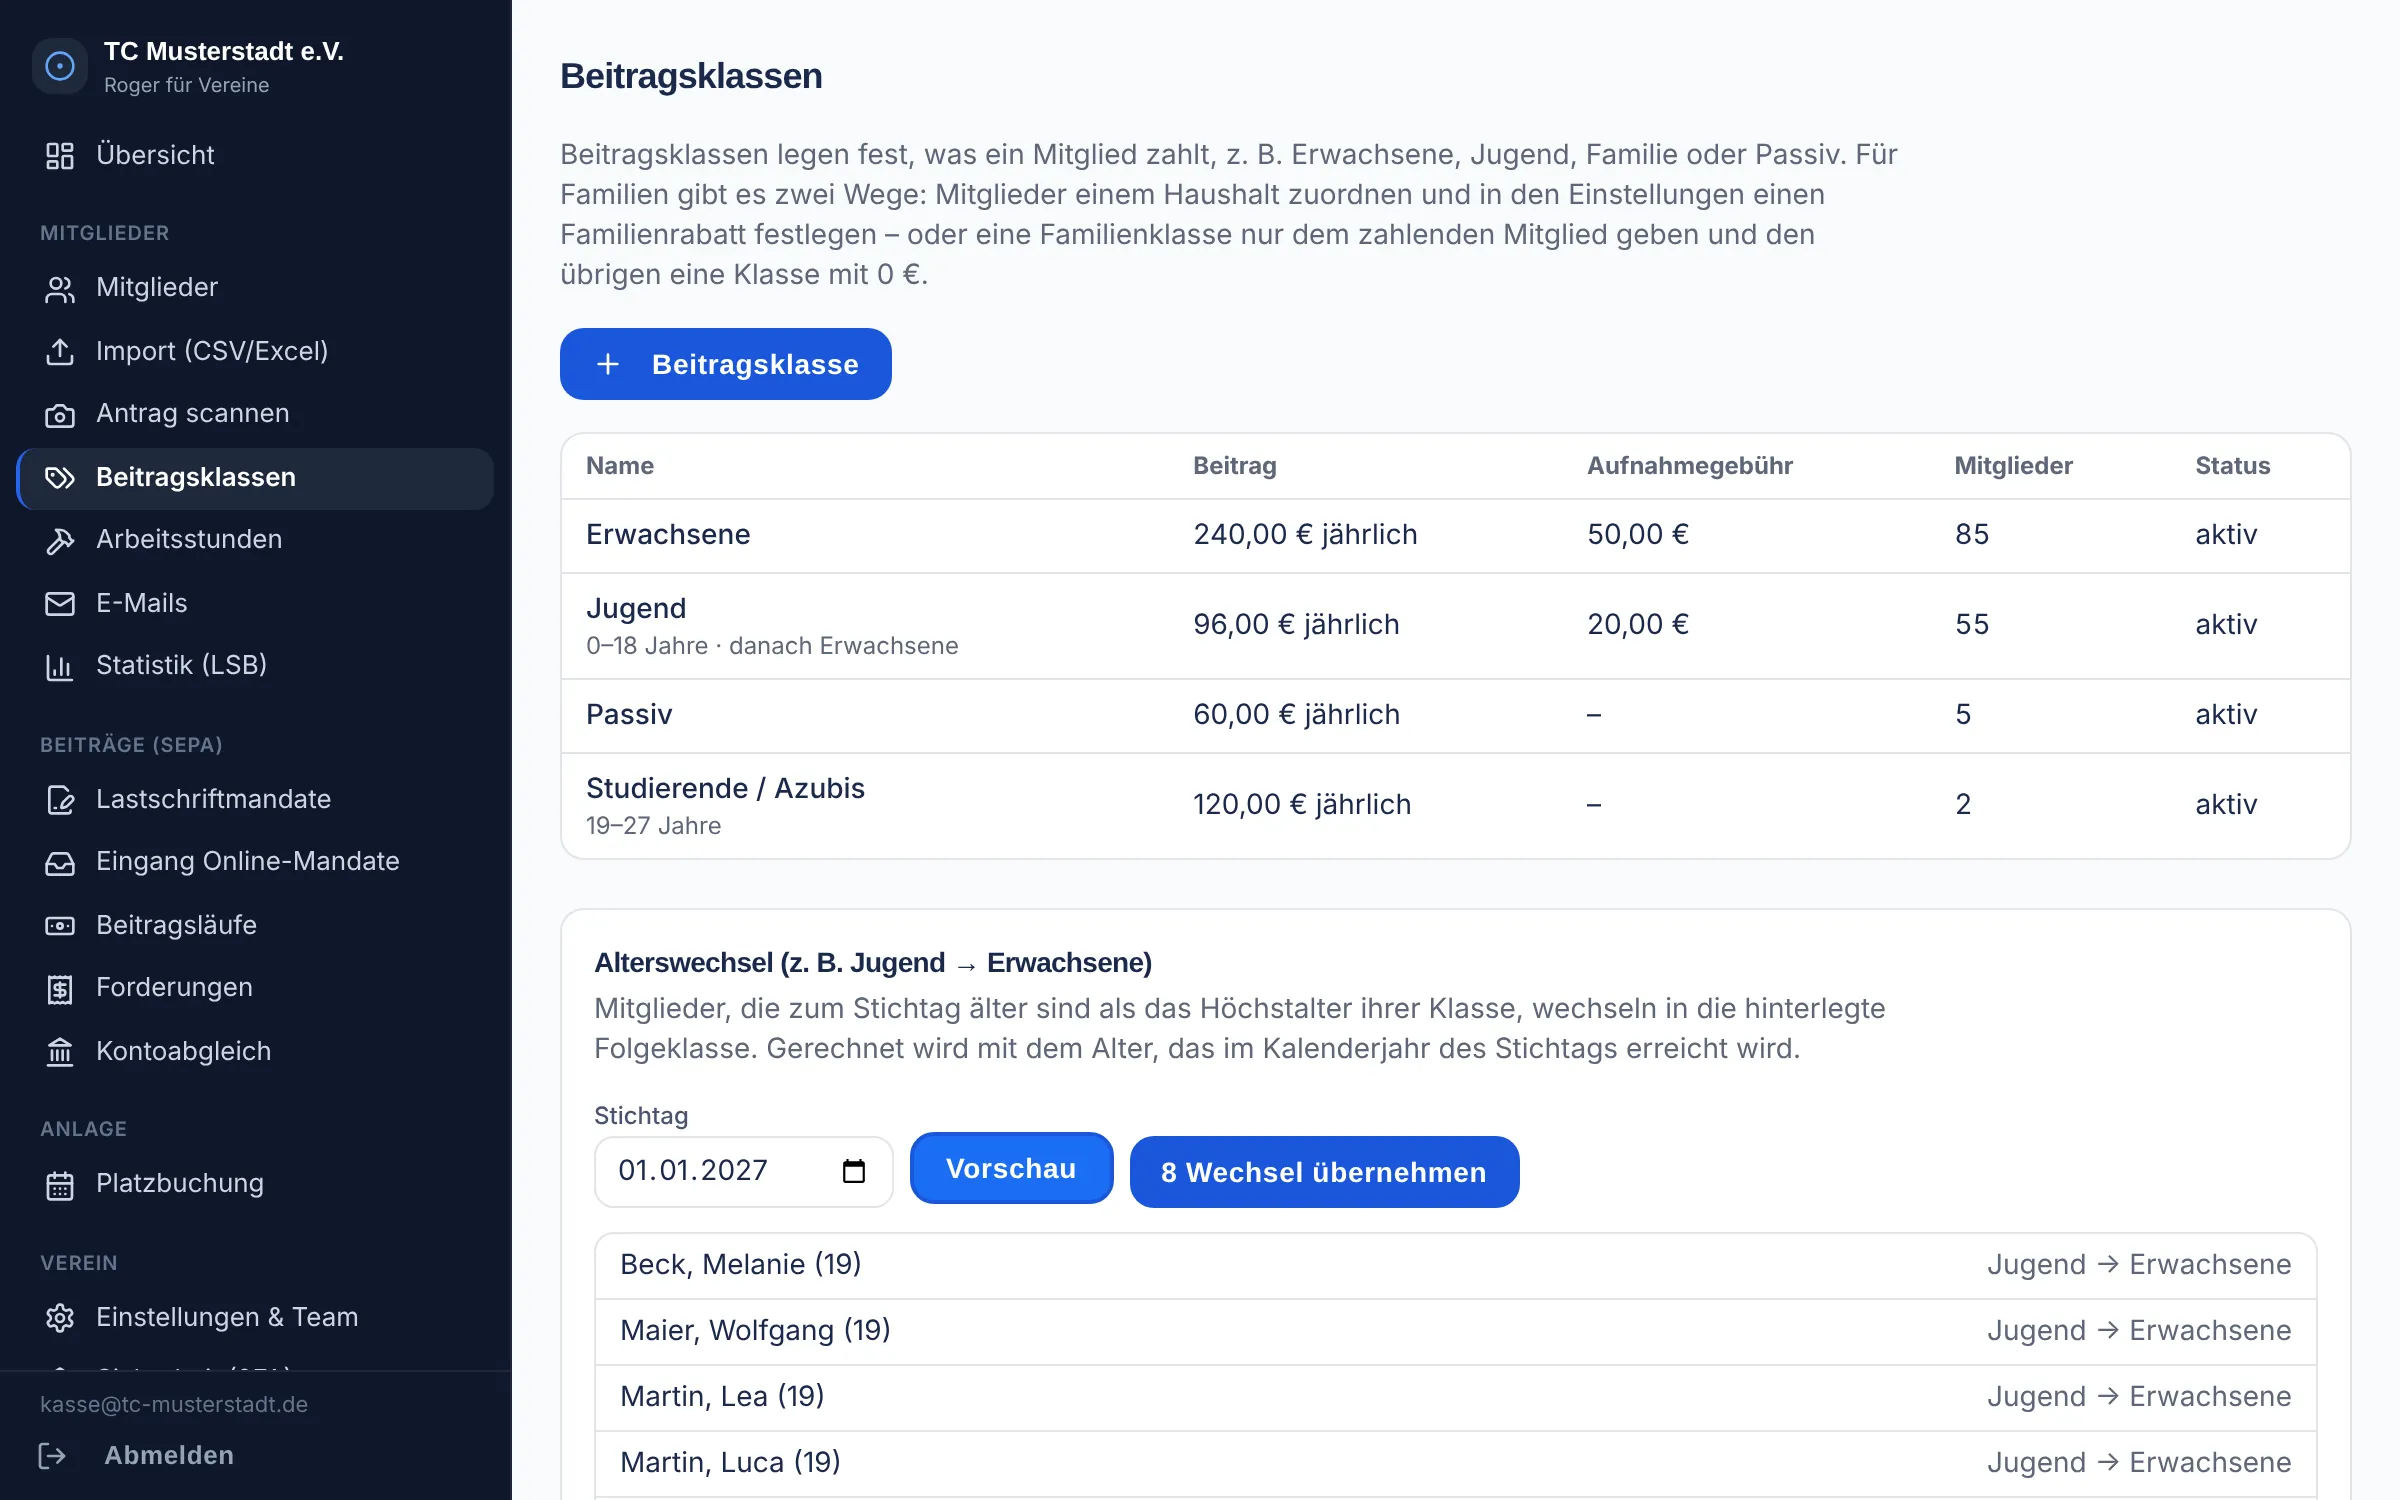 TC Musterstadt e.V.
Roger für Vereine
Übersicht
MITGLIEDER
Mitglieder
Import (CSV/Excel)
Antrag scannen
Beitragsklassen
Arbeitsstunden
E-Mails
Statistik (LSB)
BEITRÄGE (SEPA)
Lastschriftmandate
Eingang Online-Mandate
Beitragsläufe
Forderungen
Kontoabgleich
ANLAGE
Platzbuchung
VEREIN
Einstellungen & Team
kasse@tc-musterstadt.de
Abmelden
Beitragsklassen
Beitragsklassen legen fest, was ein Mitglied zahlt, z. B. Erwachsene, Jugend, Familie oder Passiv. Für
Familien gibt es zwei Wege: Mitglieder einem Haushalt zuordnen und in den Einstellungen einen
Familienrabatt festlegen – oder eine Familienklasse nur dem zahlenden Mitglied geben und den
übrigen eine Klasse mit 0 €.
+ Beitragsklasse
Name Beitrag Aufnahmegebühr Mitglieder Status
Erwachsene 240,00 € jährlich 50,00 € 85 aktiv
Jugend 96,00 € jährlich 20,00 € 55 aktiv
0–18 Jahre · danach Erwachsene
Passiv 60,00 € jährlich – 5 aktiv
Studierende / Azubis 120,00 € jährlich – 2 aktiv
19–27 Jahre
Alterswechsel (z. B. Jugend → Erwachsene)
Mitglieder, die zum Stichtag älter sind als das Höchstalter ihrer Klasse, wechseln in die hinterlegte
Folgeklasse. Gerechnet wird mit dem Alter, das im Kalenderjahr des Stichtags erreicht wird.
Stichtag
01.01.2027 Vorschau 8 Wechsel übernehmen
Beck, Melanie (19) Jugend → Erwachsene
Maier, Wolfgang (19) Jugend → Erwachsene
Martin, Lea (19) Jugend → Erwachsene
Martin, Luca (19) Jugend → Erwachsene